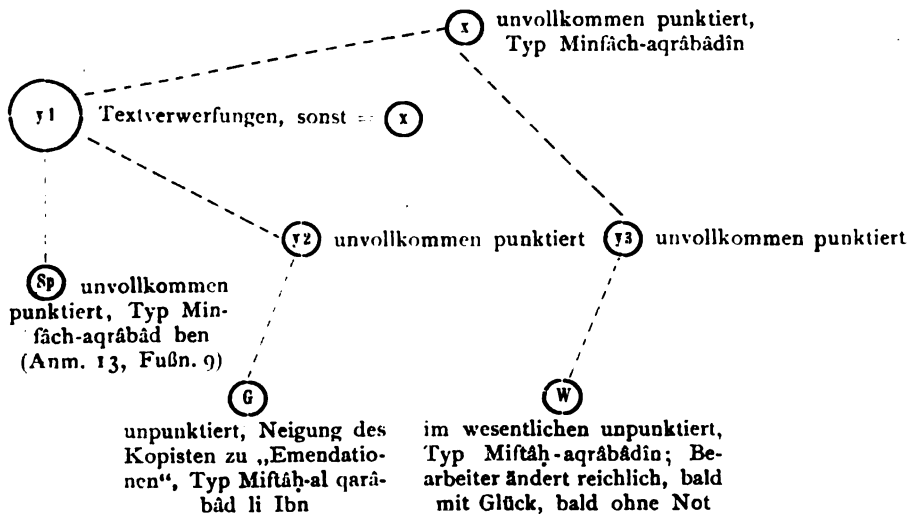 x unvollkommen punktiert,
Typ Minfâch-aqrâbâdîn
y 1 Textverwerfungen, sonst = x
y2 unvollkommen punktiert
y3 unvollkommen punktiert
Sp unvollkommen
punktiert, Typ Min-
fâch-aqrâbâd ben
(Anm. 13, Fußn. 9)
G
unpunktiert, Neigung des
Kopisten zu „Emendatio-
nen“, Typ Miftâḥ-al qarâ-
bâd li Ibn
W
im wesentlichen unpunktiert,
Typ Miftâḥ-aqrâbâdîn; Be-
arbeiter ändert reichlich, bald
mit Glück, bald ohne Not